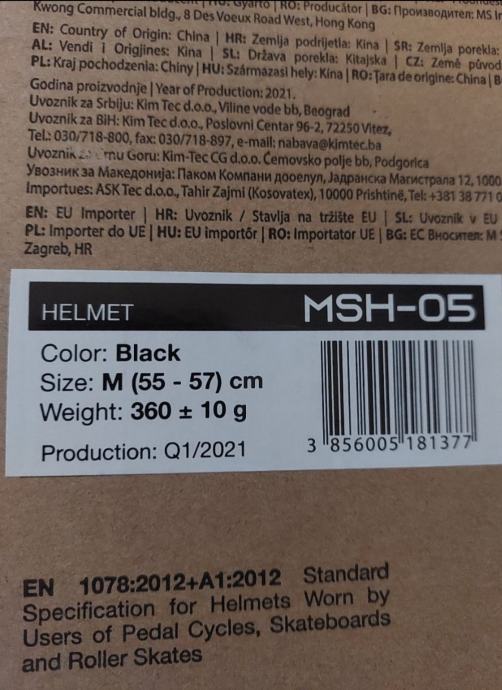 Kwong Commercial bldg., 8 Des Voeux Road West, Hong Kong
EN: Country of Origin: China | HR: Zemlja podrijetla: Kina | SR: Zemlja porekla:
AL: Vendi i Origjines: Kina | SL: Država porekla: Kitajska | CZ: Země původ
PL: Kraj pochodzenia: Chiny | HU: Származasi hely: Kina | RO: Țara de origine: China | B
Godina proizvodnje | Year of Production: 2021.
Uvoznik za Srbiju: Kim Tec d.o.o., Viline vode bb, Beograd
Uvoznik za BiH: Kim Tec d.o.o., Poslovni Centar 96-2, 72250 Vitez,
Tel.: 030/718-800, fax: 030/718-897, e-mail: nabava@kimtec.ba
Uvoznik Goru: Kim-Tec CG d.o.o. Ćemovsko polje bb, Podgorica
Увозник за Македонија: Паком Компани дооелуп, Јадранска Магистрала 12, 1000
Importues: ASK Tec d.o.o., Tahir Zajmi (Kosovatex), 10000 Prishtinë, Tel: +381 38 771 0
EN: EU Importer | HR: Uvoznik / Stavlja na tržište EU | SL: Uvoznik v EU
PL: Importer do UE | HU: EU importőr | RO: Importator UE | BG: ЕС Вносител: M
Zagreb, HR
HELMET MSH-05
Color: Black
Size: M (55 - 57) cm
Weight: 360 ± 10 g
Production: Q1/2021
3 856005 181377
EN 1078:2012+A1:2012 Standard
Specification for Helmets Worn by
Users of Pedal Cycles, Skateboards
and Roller Skates